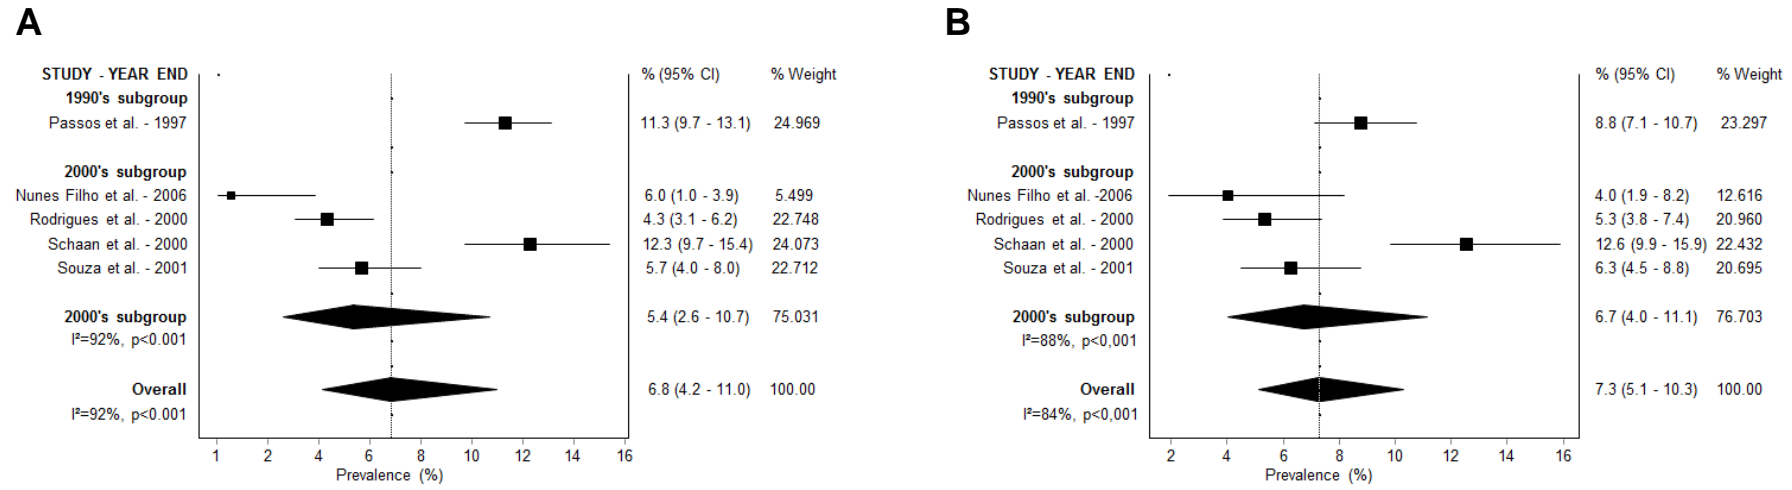 A
STUDY - YEAR END % (95% CI) % Weight
1990's subgroup
Passos et al. - 1997 11.3 (9.7 - 13.1) 24.969
2000's subgroup
Nunes Filho et al. - 2006 6.0 (1.0 - 3.9) 5.499
Rodrigues et al. - 2000 4.3 (3.1 - 6.2) 22.748
Schaan et al. - 2000 12.3 (9.7 - 15.4) 24.073
Souza et al. - 2001 5.7 (4.0 - 8.0) 22.712
2000's subgroup 5.4 (2.6 - 10.7) 75.031
I²=92%, p<0.001
Overall 6.8 (4.2 - 11.0) 100.00
I²=92%, p<0.001
1 2 4 6 8 10 12 14 16
Prevalence (%)
B
STUDY - YEAR END % (95% CI) % Weight
1990's subgroup
Passos et al. - 1997 8.8 (7.1 - 10.7) 23.297
2000's subgroup
Nunes Filho et al. -2006 4.0 (1.9 - 8.2) 12.616
Rodrigues et al. - 2000 5.3 (3.8 - 7.4) 20.960
Schaan et al. - 2000 12.6 (9.9 - 15.9) 22.432
Souza et al. - 2001 6.3 (4.5 - 8.8) 20.695
2000's subgroup 6.7 (4.0 - 11.1) 76.703
I²=88%, p<0,001
Overall 7.3 (5.1 - 10.3) 100.00
I²=84%, p<0,001
2 4 6 8 10 12 14 16
Prevalence (%)